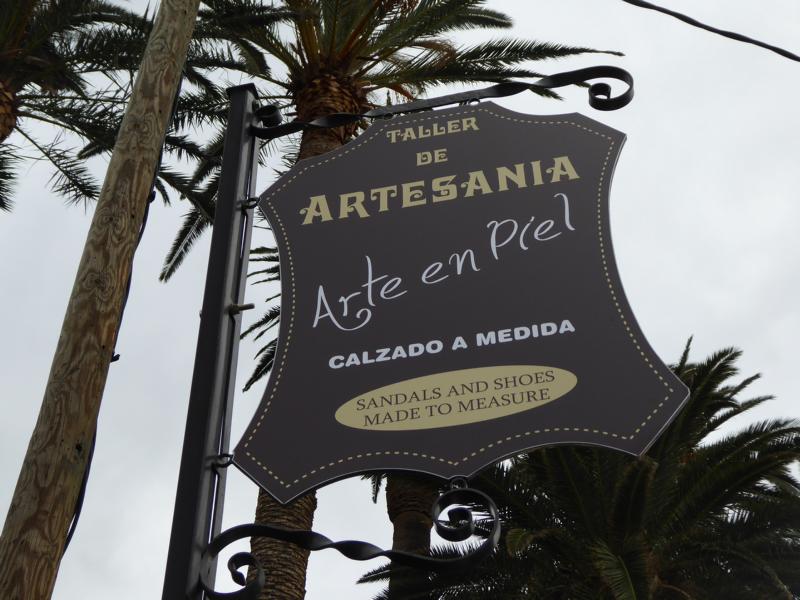 TALLER
DE
ARTESANIA
Arte en Piel
CALZADO A MEDIDA
SANDALS AND SHOES
MADE TO MEASURE